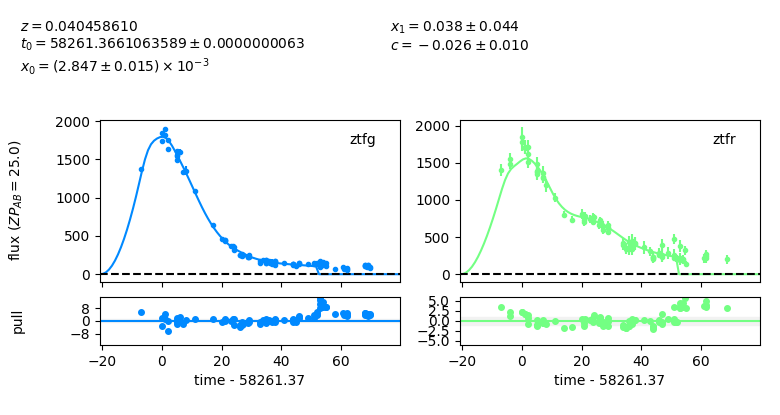 z = 0.040458610
t₀ = 58261.3661063589 ± 0.0000000063
x₀ = (2.847 ± 0.015) × 10⁻³
x₁ = 0.038 ± 0.044
c = −0.026 ± 0.010
flux (ZP_AB = 25.0)
2000
1500
1000
500
0
ztfg
2000
1500
1000
500
0
ztfr
pull
8
0
−8
−20 0 20 40 60
time - 58261.37
5.0
2.5
0.0
−2.5
−5.0
−20 0 20 40 60
time - 58261.37